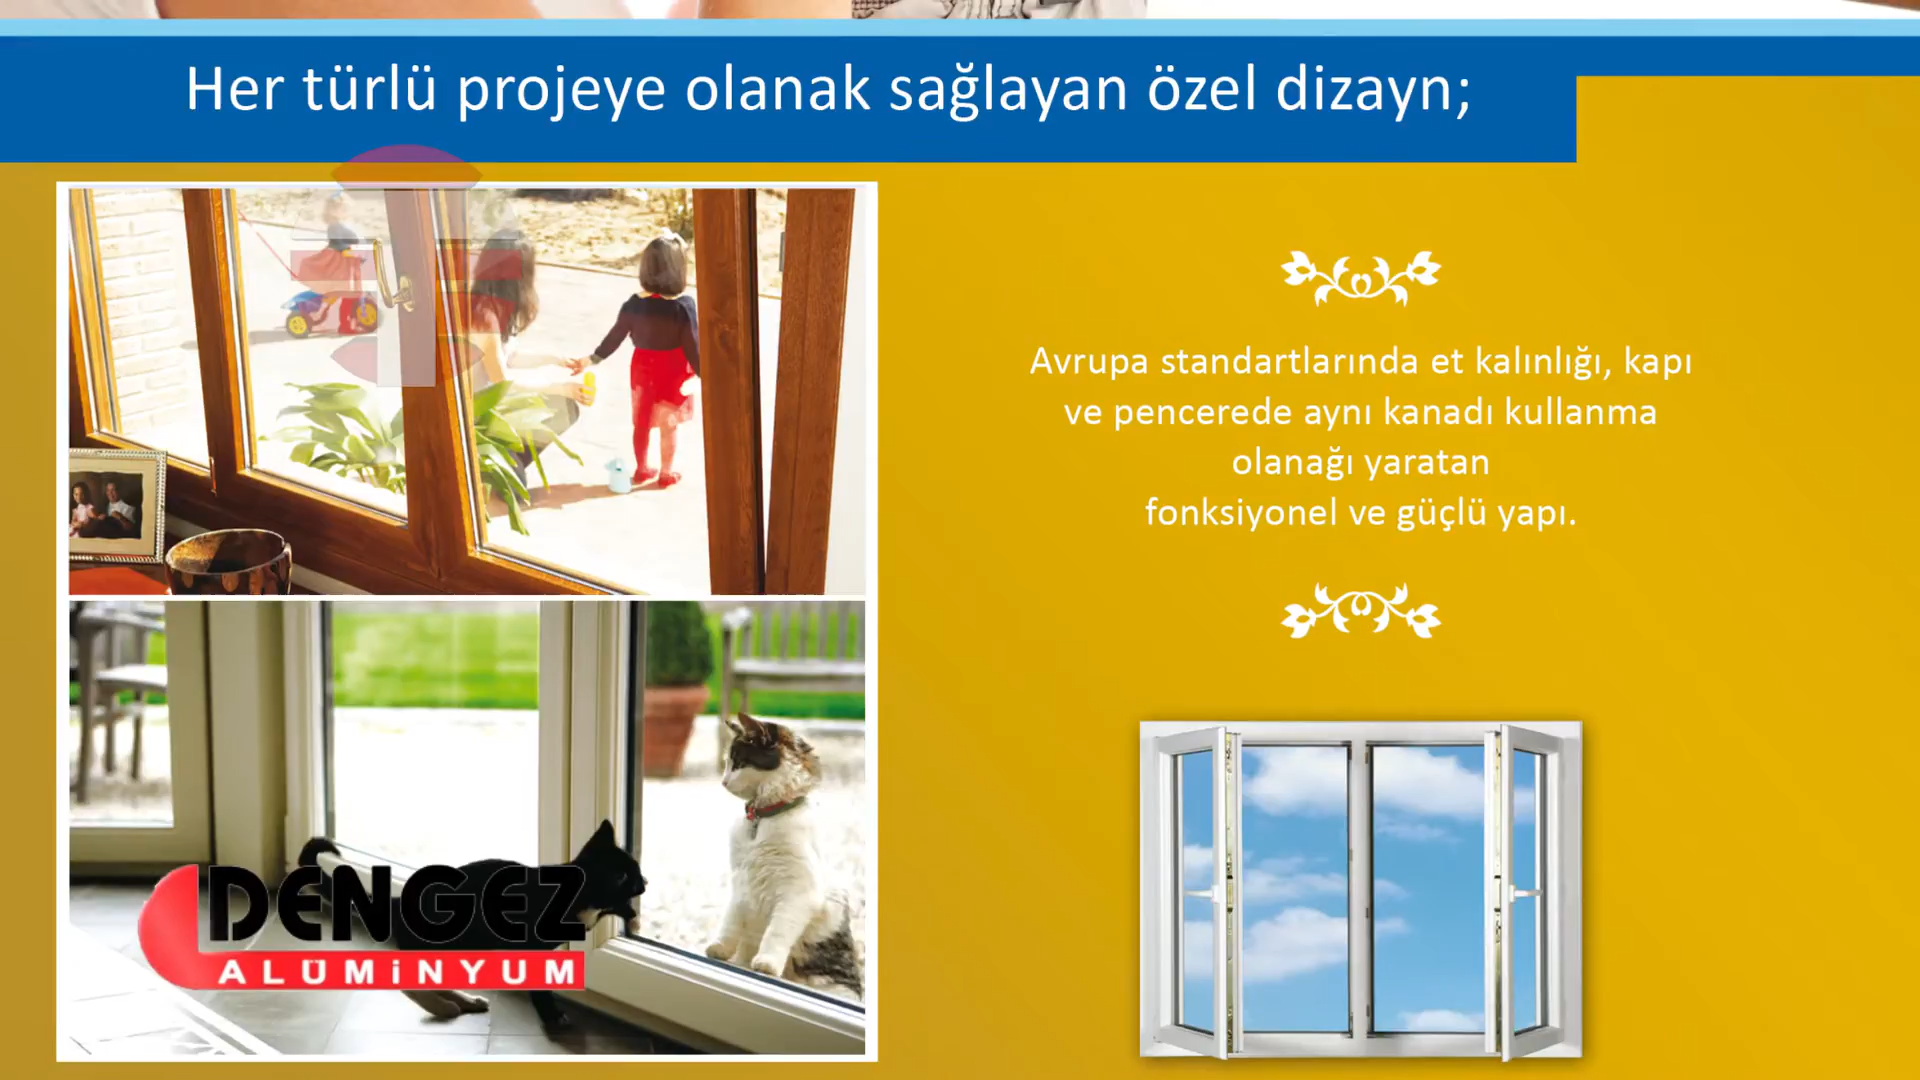 Her türlü projeye olanak sağlayan özel dizayn;
Avrupa standartlarında et kalınlığı, kapı
ve pencerede aynı kanadı kullanma
olanağı yaratan
fonksiyonel ve güçlü yapı.
DENGEZ
ALÜMİNYUM